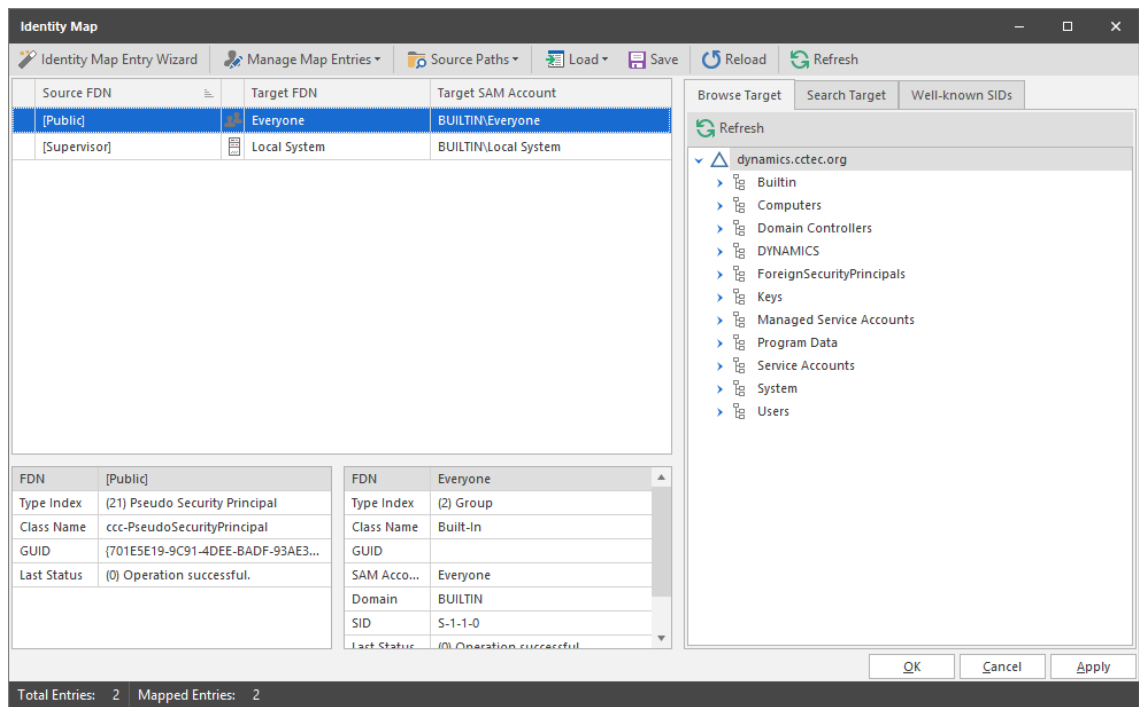 Identity Map
Identity Map Entry Wizard Manage Map Entries Source Paths Load Save Reload Refresh
Source FDN Target FDN Target SAM Account
[Public] Everyone BUILTIN\Everyone
[Supervisor] Local System BUILTIN\Local System
Browse Target Search Target Well-known SIDs
Refresh
dynamics.cctec.org
Builtin
Computers
Domain Controllers
DYNAMICS
ForeignSecurityPrincipals
Keys
Managed Service Accounts
Program Data
Service Accounts
System
Users
FDN [Public]
Type Index (21) Pseudo Security Principal
Class Name ccc-PseudoSecurityPrincipal
GUID {701E5E19-9C91-4DEE-BADF-93AE3...
Last Status (0) Operation successful.
FDN Everyone
Type Index (2) Group
Class Name Built-In
GUID
SAM Acco... Everyone
Domain BUILTIN
SID S-1-1-0
Last Status (0) Operation successful
OK Cancel Apply
Total Entries: 2 Mapped Entries: 2